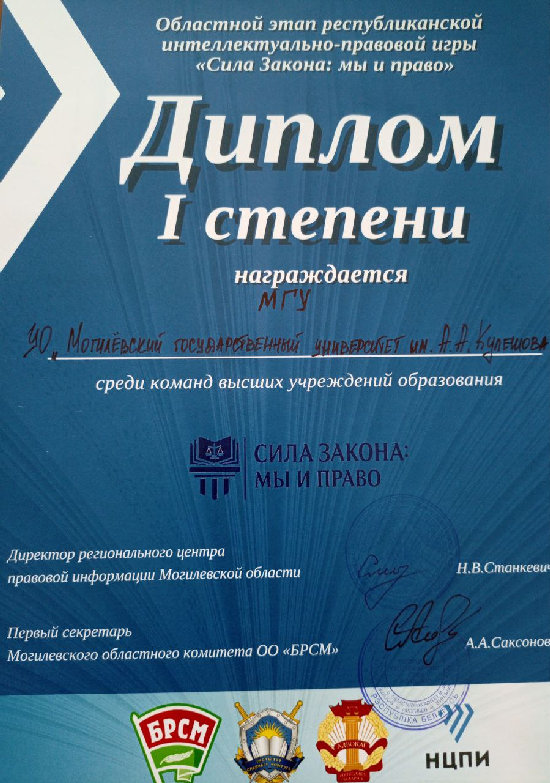 Областной этап республиканской
интеллектуально-правовой игры
«Сила Закона: мы и право»
Диплом
I степени
награждается
МГУ
УО „Могилёвский государственный университет им. А.А.Кулешова
среди команд высших учреждений образования
СИЛА ЗАКОНА:
МЫ И ПРАВО
Директор регионального центра
правовой информации Могилевской области
Н.В.Станкевич
Первый секретарь
Могилевского областного комитета ОО «БРСМ»
А.А.Саксонов
БРСМ
НЦПИ